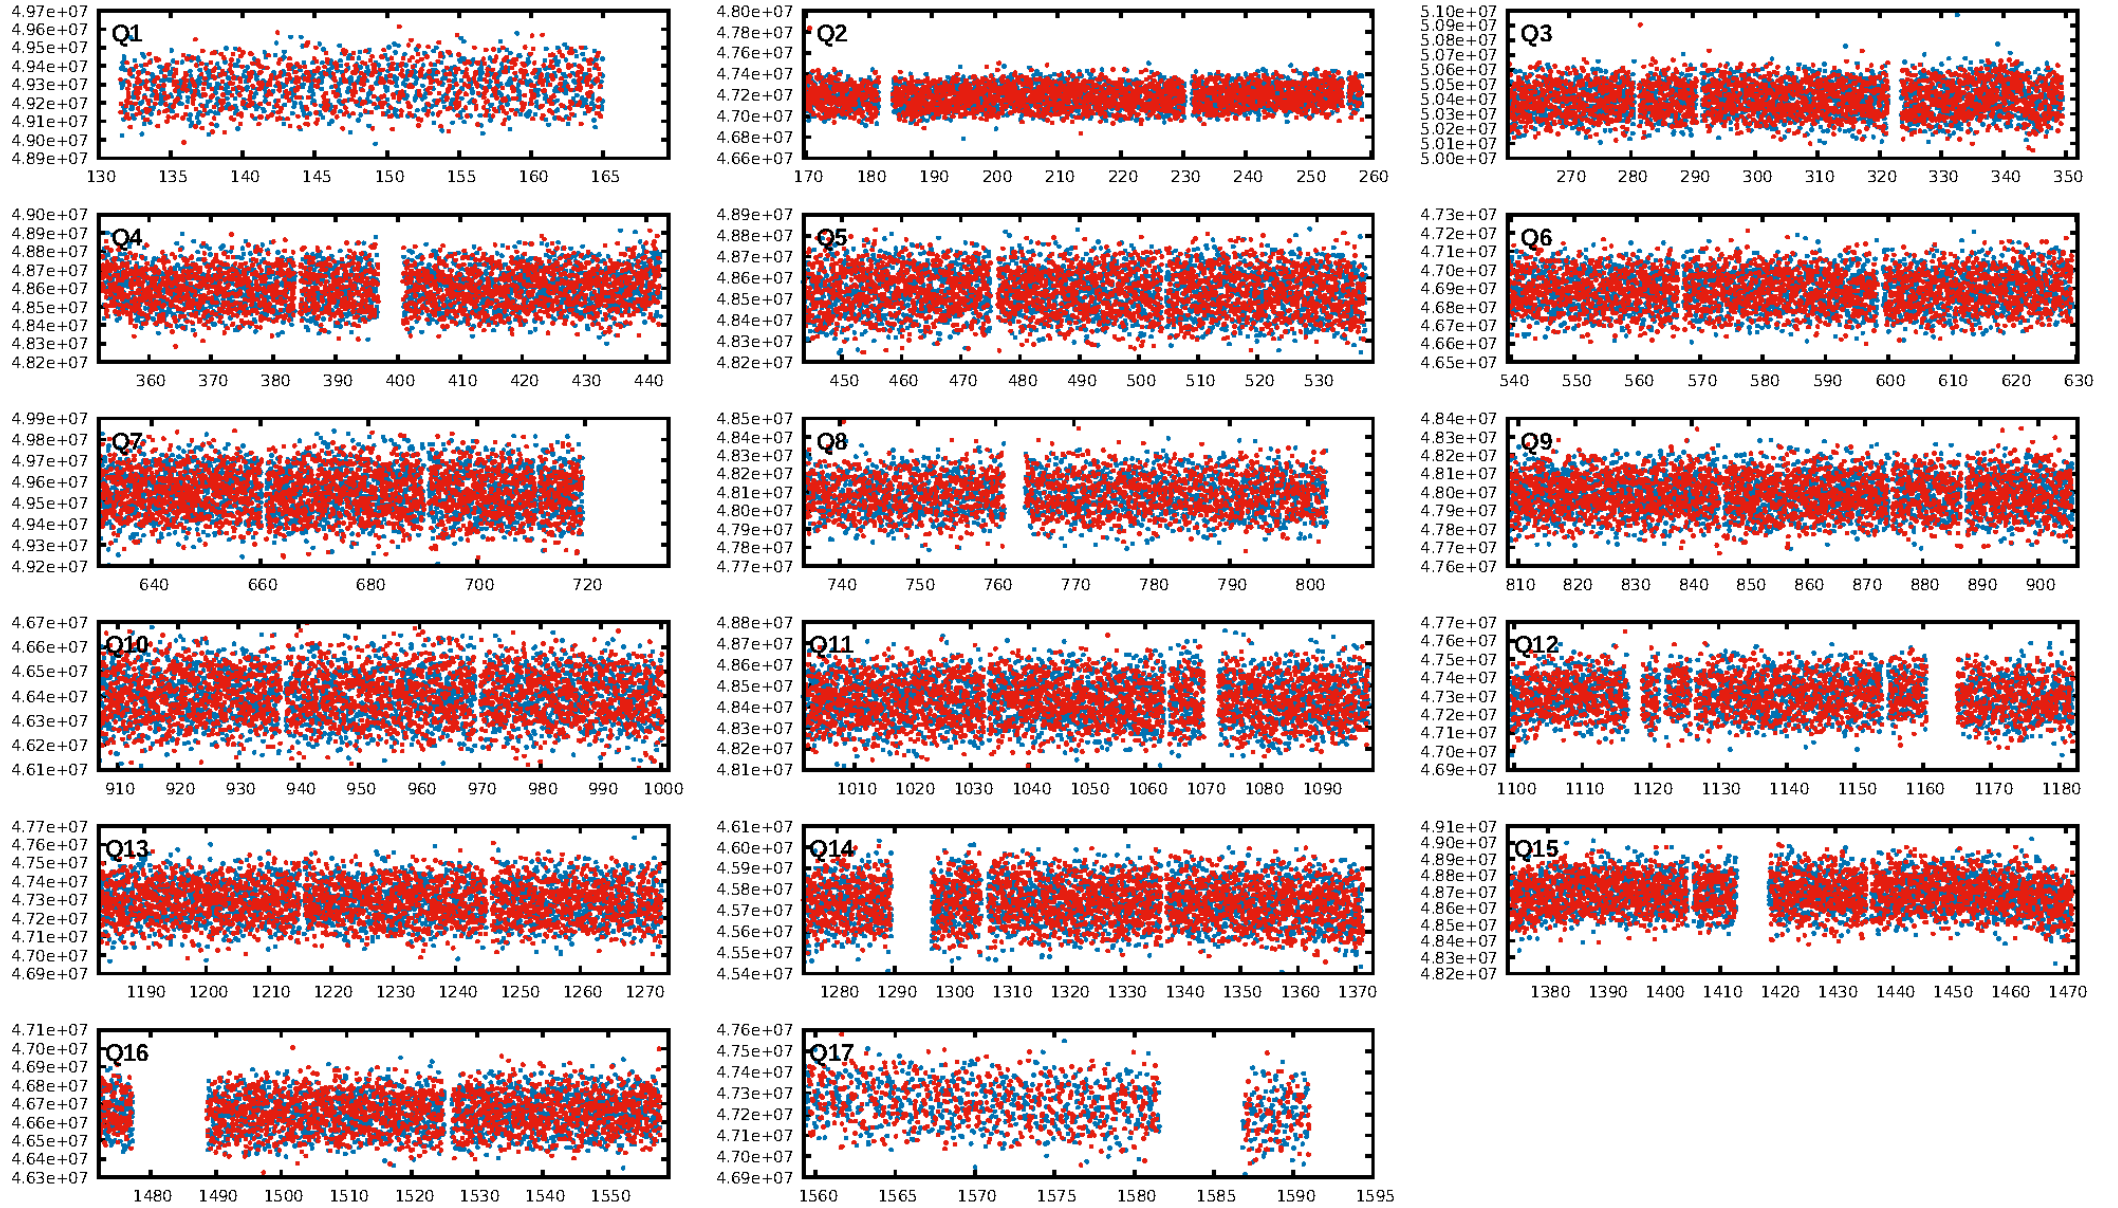 4.97e+07
4.96e+07
4.95e+07
4.94e+07
4.93e+07
4.92e+07
4.91e+07
4.90e+07
4.89e+07
Q1
130 135 140 145 150 155 160 165
4.80e+07
4.78e+07
4.76e+07
4.74e+07
4.72e+07
4.70e+07
4.68e+07
4.66e+07
Q2
170 180 190 200 210 220 230 240 250 260
5.10e+07
5.09e+07
5.08e+07
5.07e+07
5.06e+07
5.05e+07
5.04e+07
5.03e+07
5.02e+07
5.01e+07
5.00e+07
Q3
270 280 290 300 310 320 330 340 350
4.90e+07
4.89e+07
4.88e+07
4.87e+07
4.86e+07
4.85e+07
4.84e+07
4.83e+07
4.82e+07
Q4
360 370 380 390 400 410 420 430 440
4.89e+07
4.88e+07
4.87e+07
4.86e+07
4.85e+07
4.84e+07
4.83e+07
4.82e+07
Q5
450 460 470 480 490 500 510 520 530
4.73e+07
4.72e+07
4.71e+07
4.70e+07
4.69e+07
4.68e+07
4.67e+07
4.66e+07
4.65e+07
Q6
540 550 560 570 580 590 600 610 620 630
4.99e+07
4.98e+07
4.97e+07
4.96e+07
4.95e+07
4.94e+07
4.93e+07
4.92e+07
Q7
640 660 680 700 720
4.85e+07
4.84e+07
4.83e+07
4.82e+07
4.81e+07
4.80e+07
4.79e+07
4.78e+07
4.77e+07
Q8
740 750 760 770 780 790 800
4.84e+07
4.83e+07
4.82e+07
4.81e+07
4.80e+07
4.79e+07
4.78e+07
4.77e+07
4.76e+07
Q9
810 820 830 840 850 860 870 880 890 900
4.67e+07
4.66e+07
4.65e+07
4.64e+07
4.63e+07
4.62e+07
4.61e+07
Q10
910 920 930 940 950 960 970 980 990 1000
4.88e+07
4.87e+07
4.86e+07
4.85e+07
4.84e+07
4.83e+07
4.82e+07
4.81e+07
Q11
1010 1020 1030 1040 1050 1060 1070 1080 1090
4.77e+07
4.76e+07
4.75e+07
4.74e+07
4.73e+07
4.72e+07
4.71e+07
4.70e+07
4.69e+07
Q12
1100 1110 1120 1130 1140 1150 1160 1170 1180
4.77e+07
4.76e+07
4.75e+07
4.74e+07
4.73e+07
4.72e+07
4.71e+07
4.70e+07
4.69e+07
Q13
1190 1200 1210 1220 1230 1240 1250 1260 1270
4.61e+07
4.60e+07
4.59e+07
4.58e+07
4.57e+07
4.56e+07
4.55e+07
4.54e+07
Q14
1280 1290 1300 1310 1320 1330 1340 1350 1360 1370
4.91e+07
4.90e+07
4.89e+07
4.88e+07
4.87e+07
4.86e+07
4.85e+07
4.84e+07
4.83e+07
4.82e+07
Q15
1380 1390 1400 1410 1420 1430 1440 1450 1460 1470
4.71e+07
4.70e+07
4.69e+07
4.68e+07
4.67e+07
4.66e+07
4.65e+07
4.64e+07
4.63e+07
Q16
1480 1490 1500 1510 1520 1530 1540 1550
4.76e+07
4.75e+07
4.74e+07
4.73e+07
4.72e+07
4.71e+07
4.70e+07
4.69e+07
Q17
1560 1565 1570 1575 1580 1585 1590 1595